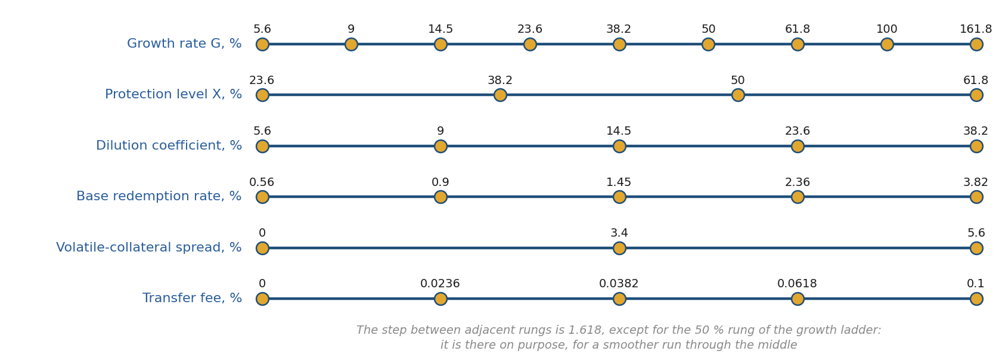 5.6 9 14.5 23.6 38.2 50 61.8 100 161.8
Growth rate G, %
23.6 38.2 50 61.8
Protection level X, %
5.6 9 14.5 23.6 38.2
Dilution coefficient, %
0.56 0.9 1.45 2.36 3.82
Base redemption rate, %
0 3.4 5.6
Volatile-collateral spread, %
0 0.0236 0.0382 0.0618 0.1
Transfer fee, %
The step between adjacent rungs is 1.618, except for the 50 % rung of the growth ladder:
it is there on purpose, for a smoother run through the middle